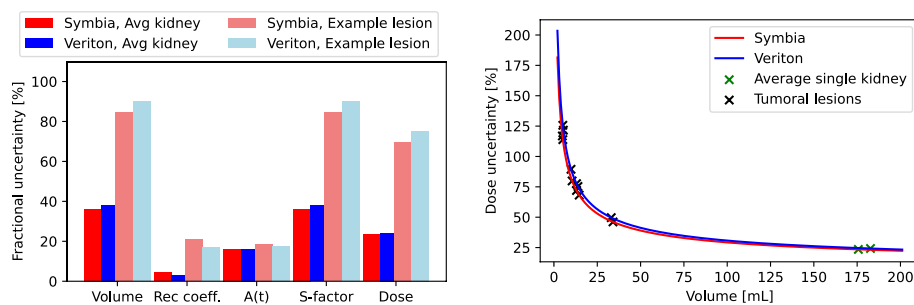 Symbia, Avg kidney
Symbia, Example lesion
Veriton, Avg kidney
Veriton, Example lesion
Fractional uncertainty [%]
100
80
60
40
20
0
Volume
Rec coeff.
A(t)
S-factor
Dose
Dose uncertainty [%]
200
175
150
125
100
75
50
25
Symbia
Veriton
Average single kidney
Tumoral lesions
0 25 50 75 100 125 150 175 200
Volume [mL]